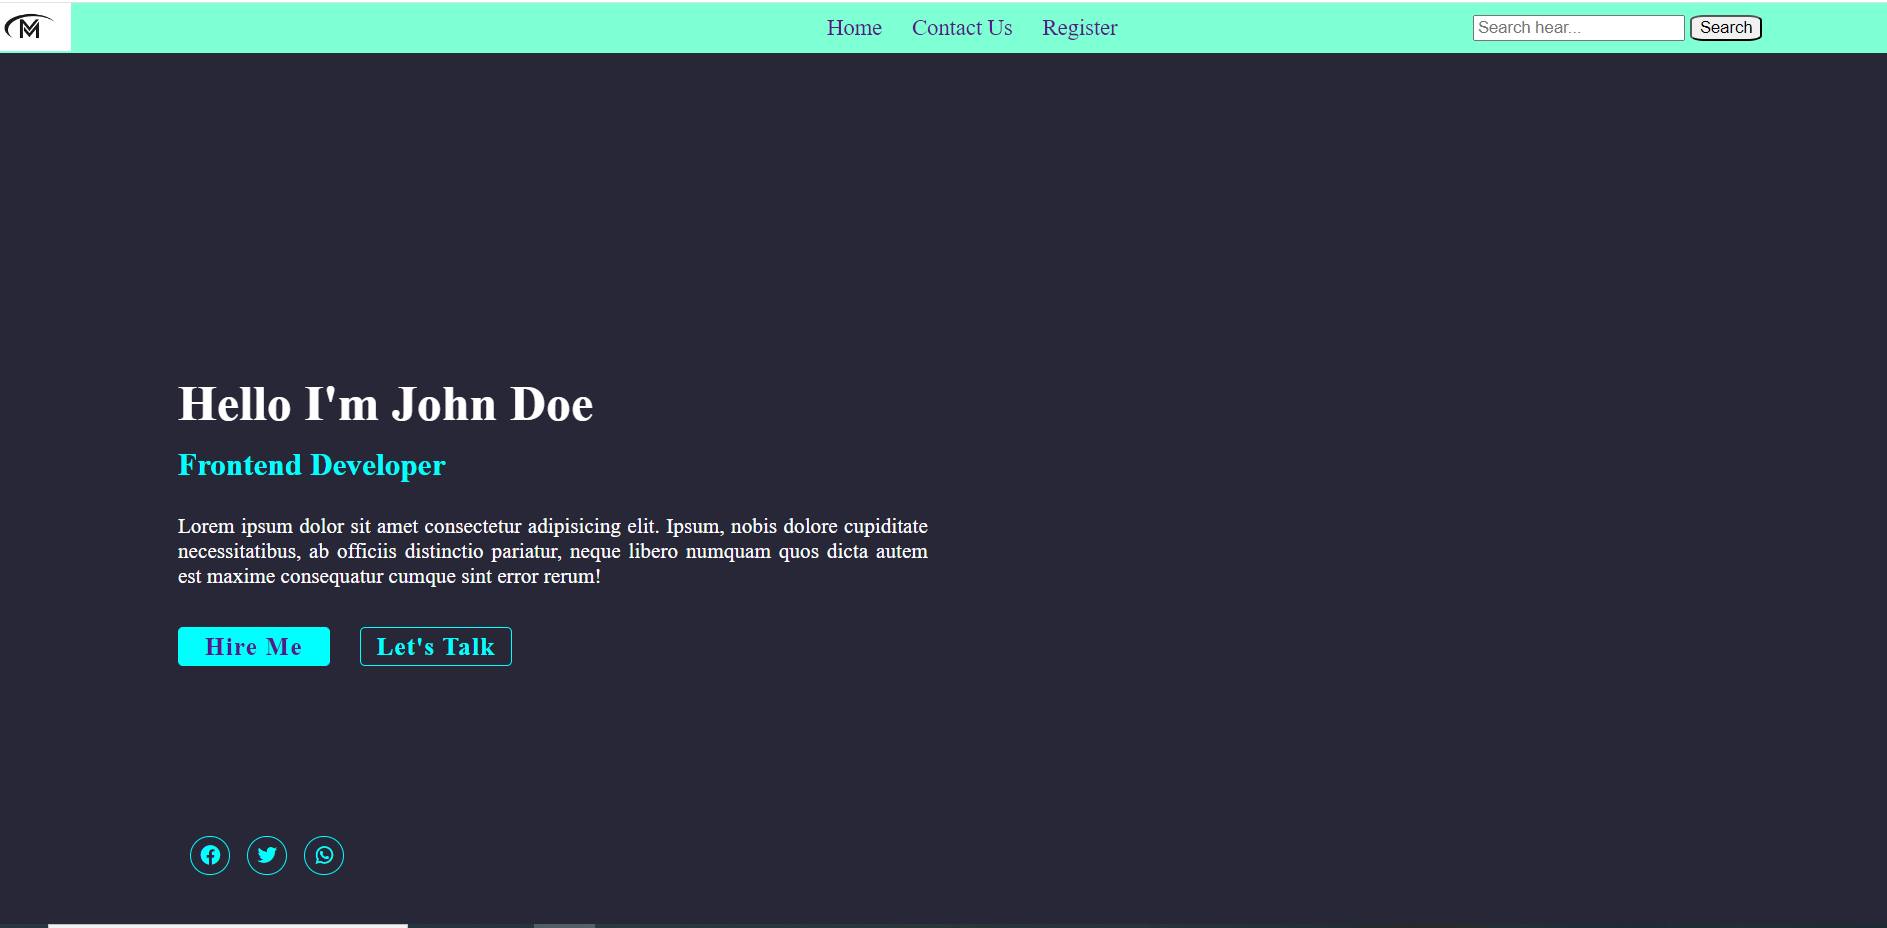 M
Home Contact Us Register Search hear... Search
Hello I'm John Doe
Frontend Developer
Lorem ipsum dolor sit amet consectetur adipisicing elit. Ipsum, nobis dolore cupiditate
necessitatibus, ab officiis distinctio pariatur, neque libero numquam quos dicta autem
est maxime consequatur cumque sint error rerum!
Hire Me Let's Talk